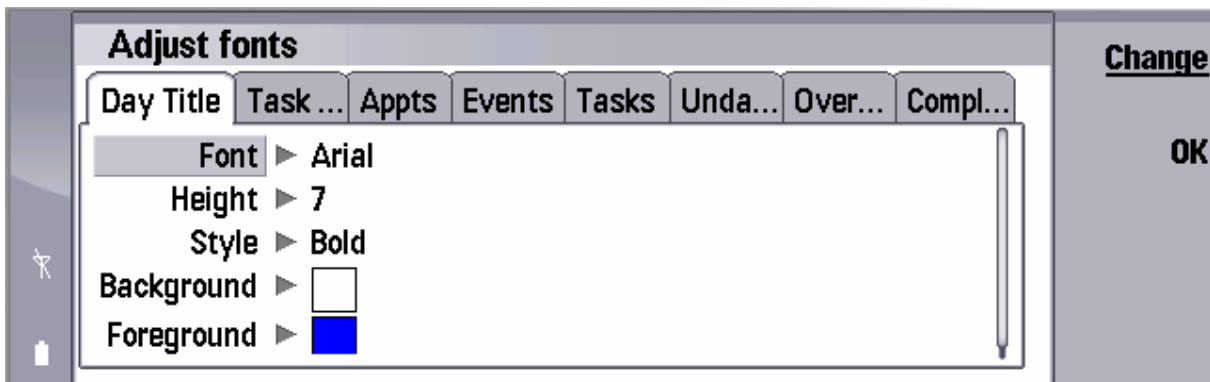 Adjust fonts
Change
Day Title Task ... Appts Events Tasks Unda... Over... Compl...
Font Arial
OK
Height 7
Style Bold
Background
Foreground